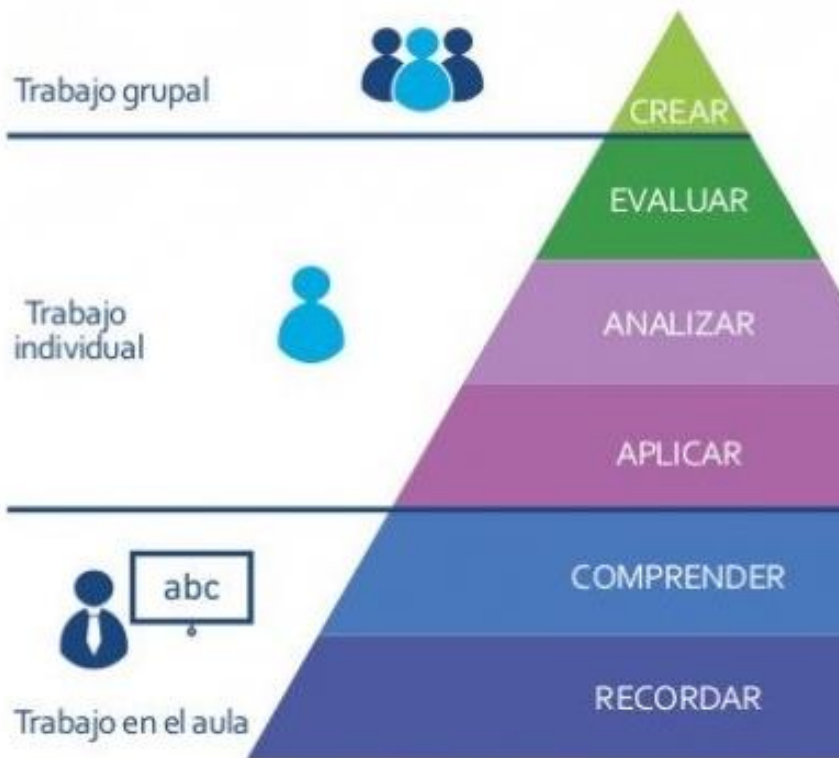 Trabajo grupal
CREAR
EVALUAR
Trabajo
individual
ANALIZAR
APLICAR
abc
COMPRENDER
Trabajo en el aula
RECORDAR